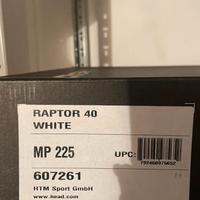 RAPTOR 40
WHITE
MP 225
UPC:
607261
HTM Sport GmbH
www.head.com